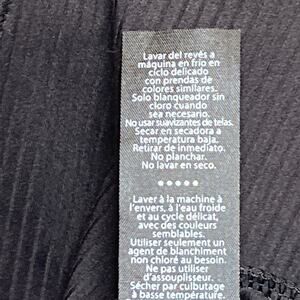 Lavar del revés a
máquina en frío en
ciclo delicado
con prendas de
colores similares.
Solo blanqueador sin
cloro cuando
sea necesario.
No usar suavizantes de telas.
Secar en secadora a
temperatura baja.
Retirar de inmediato.
No planchar.
No lavar en seco.
•••••
Laver à la machine à
l'envers, à l'eau froide
et au cycle délicat,
avec des couleurs
semblables.
Utiliser seulement un
agent de blanchiment
non chloré au besoin.
Ne pas utiliser
d'assouplisseur.
Sécher par culbutage
à basse température.